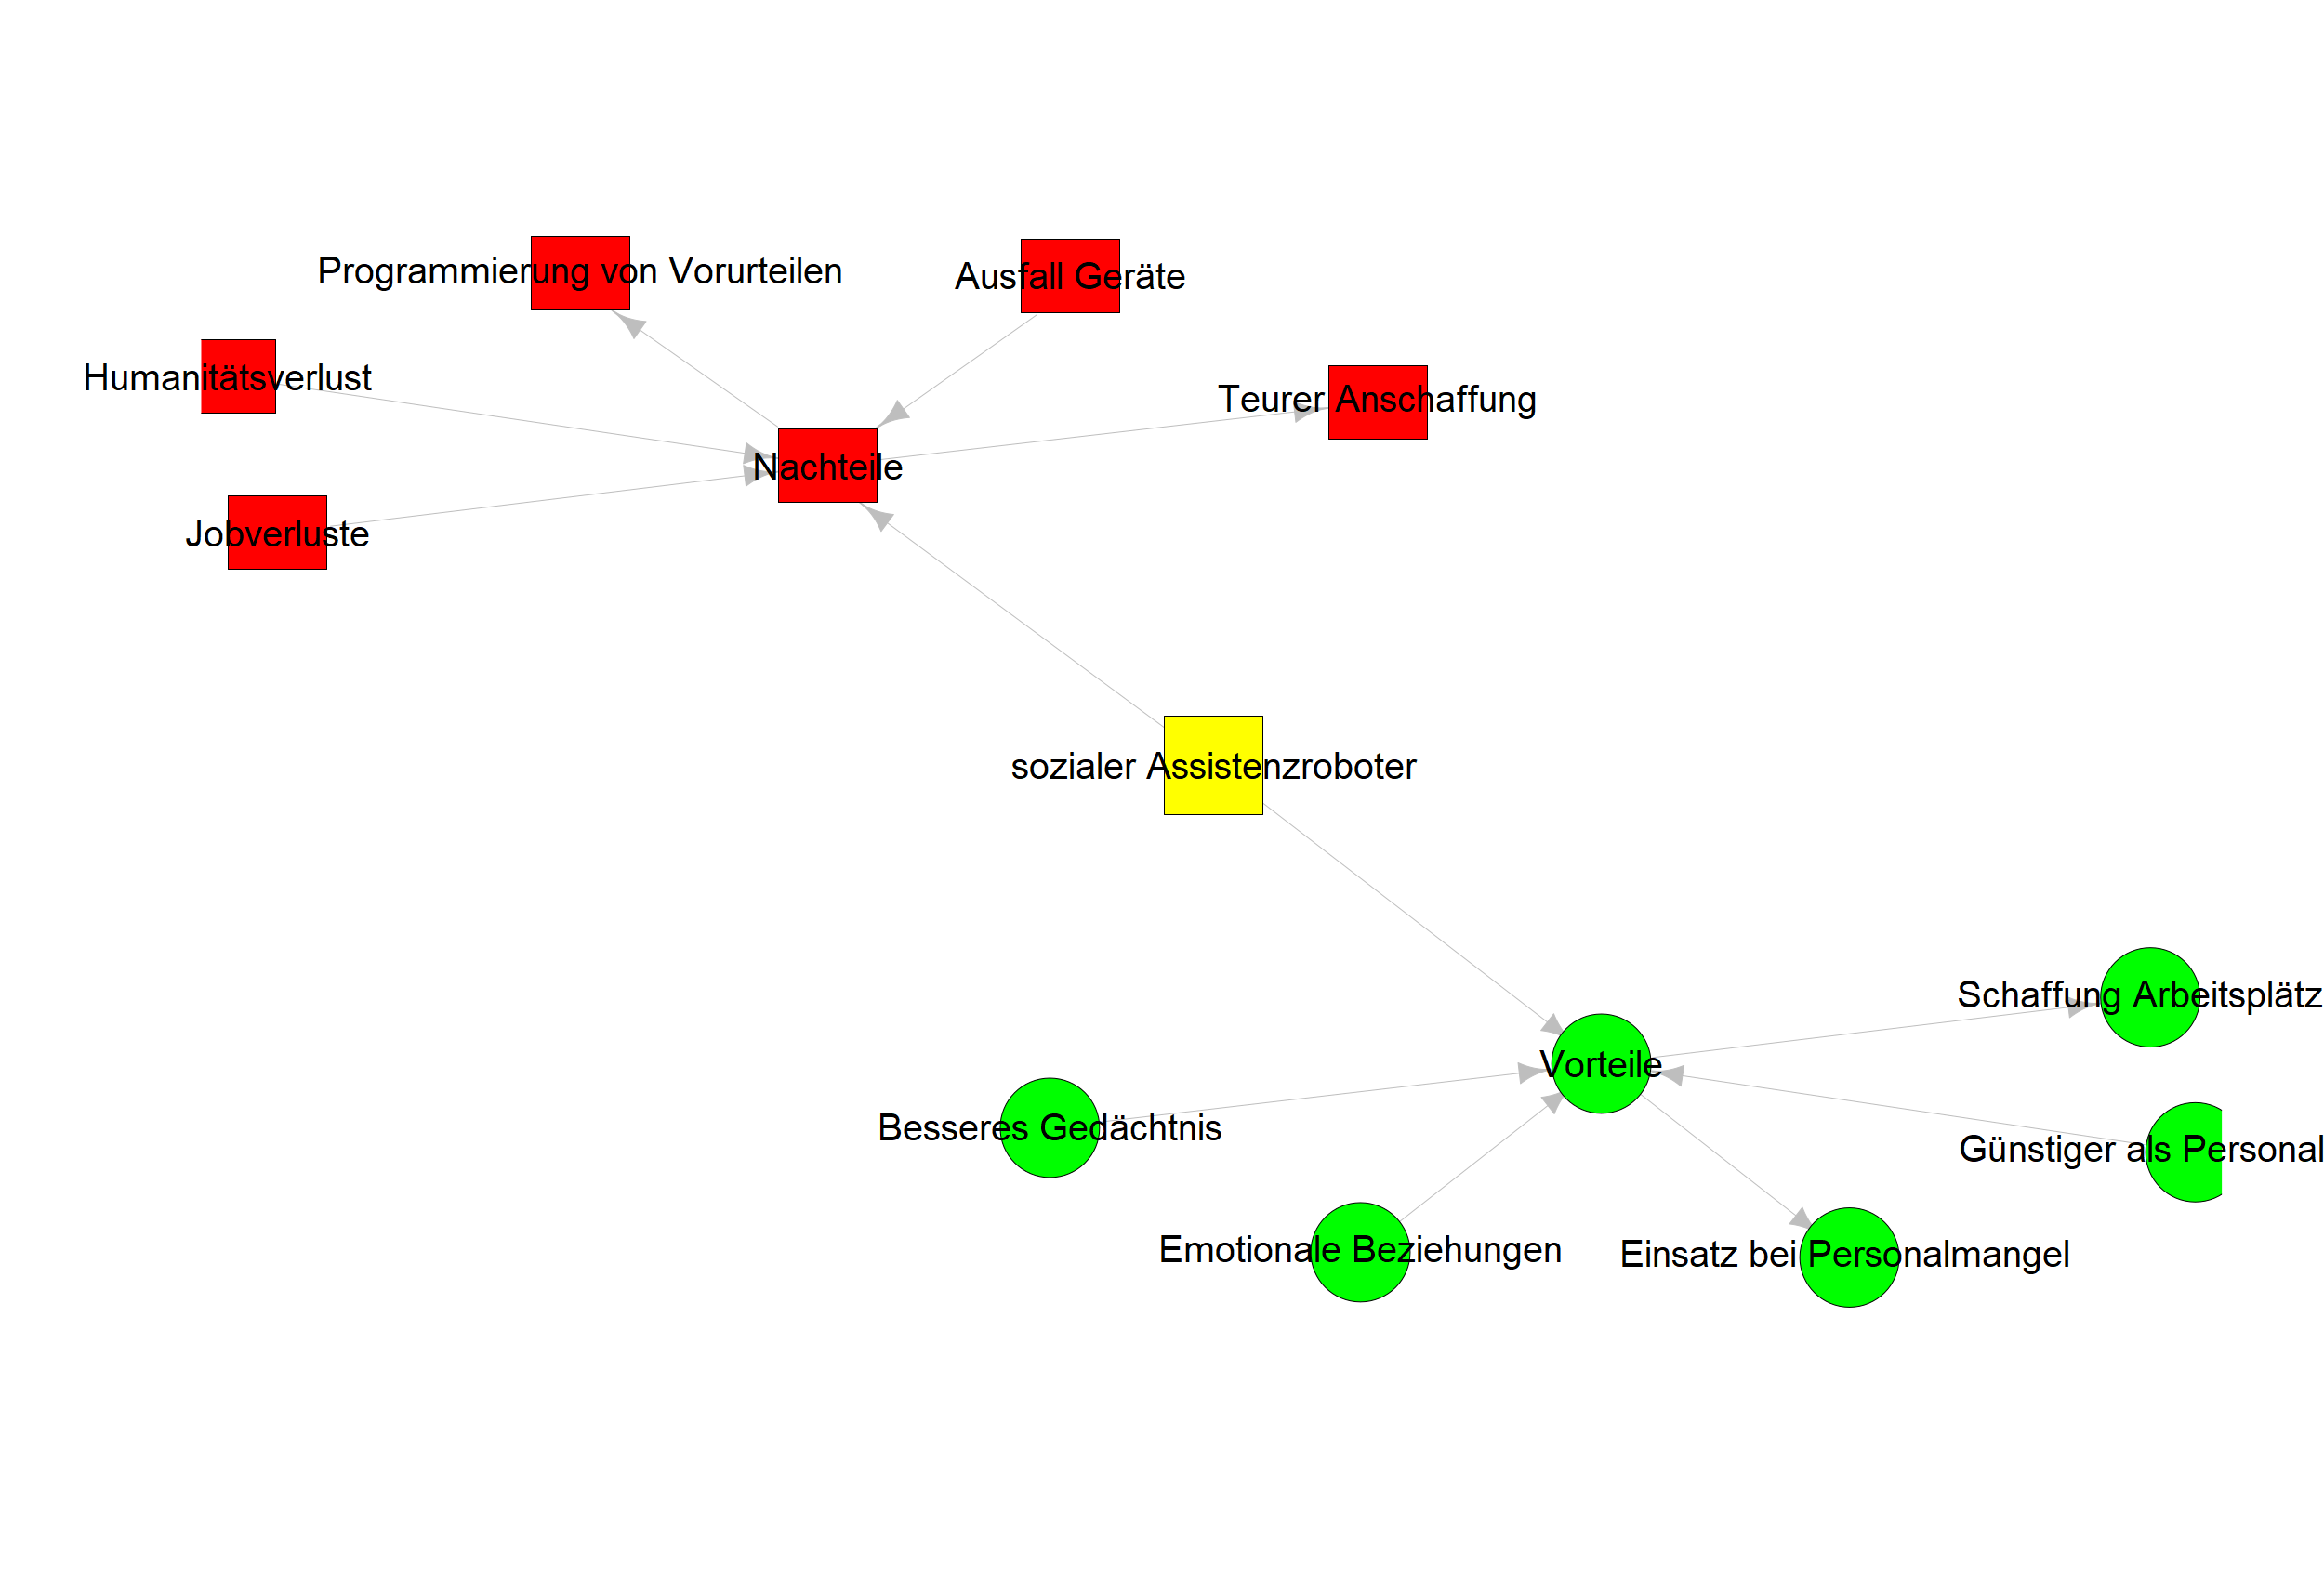 Programmierung von Vorurteilen
Ausfall Geräte
Humanitätsverlust
Teurer Anschaffung
Nachteile
Jobverluste
sozialer Assistenzroboter
Schaffung Arbeitsplätz
Vorteile
Besseres Gedächtnis
Günstiger als Personal
Emotionale Beziehungen
Einsatz bei Personalmangel